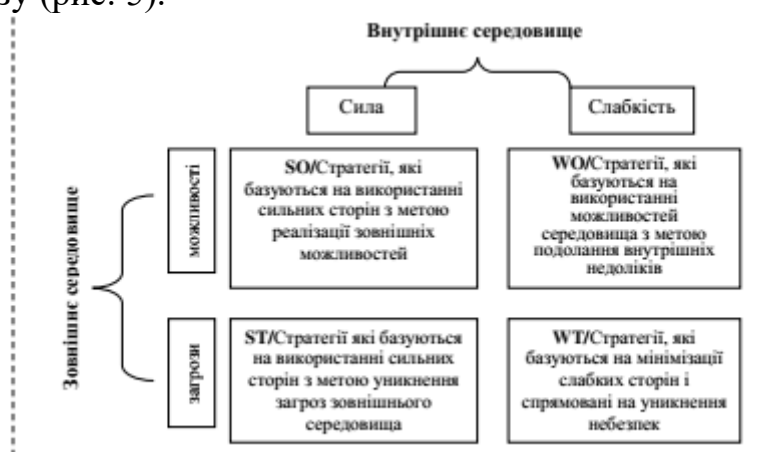 зу (рис. 3).
Внутрішнє середовище
Сила
Слабкість
Зовнішнє середовище
можливості
SO/Стратегії, які
базуються на використанні
сильних сторін з метою
реалізації зовнішніх
можливостей
WO/Стратегії, які
базуються на
використанні
можливостей
середовища з метою
подолання внутрішніх
недоліків
загрози
ST/Стратегії які базуються
на використанні сильних
сторін з метою уникнення
загроз зовнішнього
середовища
WT/Стратегії, які
базуються на мінімізації
слабких сторін і
спрямовані на уникнення
небезпек